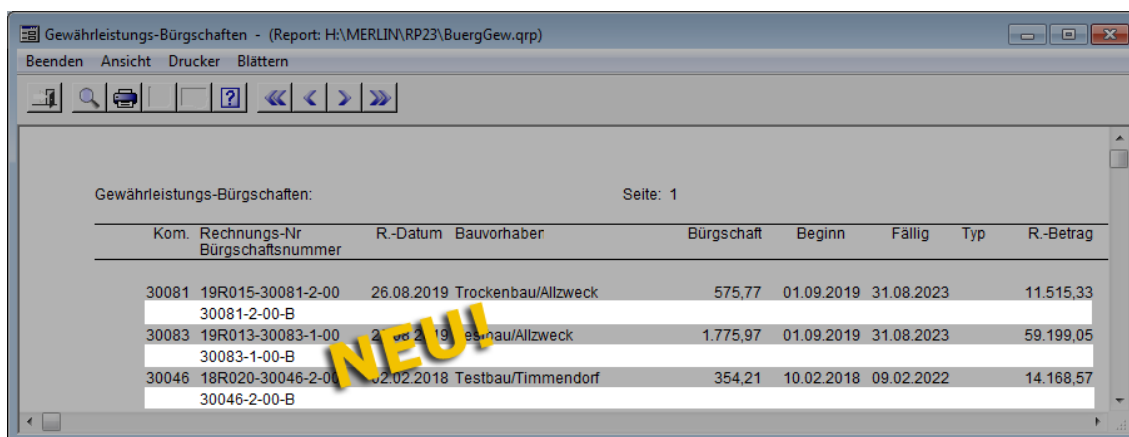 Gewährleistungs-Bürgschaften - (Report: H:\MERLIN\RP23\BuergGew.qrp)
Beenden Ansicht Drucker Blättern
Gewährleistungs-Bürgschaften: Seite: 1
Kom. Rechnungs-Nr R.-Datum Bauvorhaben Bürgschaft Beginn Fällig Typ R.-Betrag
Bürgschaftsnummer
30081 19R015-30081-2-00 26.08.2019 Trockenbau/Allzweck 575,77 01.09.2019 31.08.2023 11.515,33
30081-2-00-B
30083 19R013-30083-1-00 1.775,97 01.09.2019 31.08.2023 59.199,05
30083-1-00-B
NEU!
30046 18R020-30046-2-00 02.02.2018 Testbau/Timmendorf 354,21 10.02.2018 09.02.2022 14.168,57
30046-2-00-B